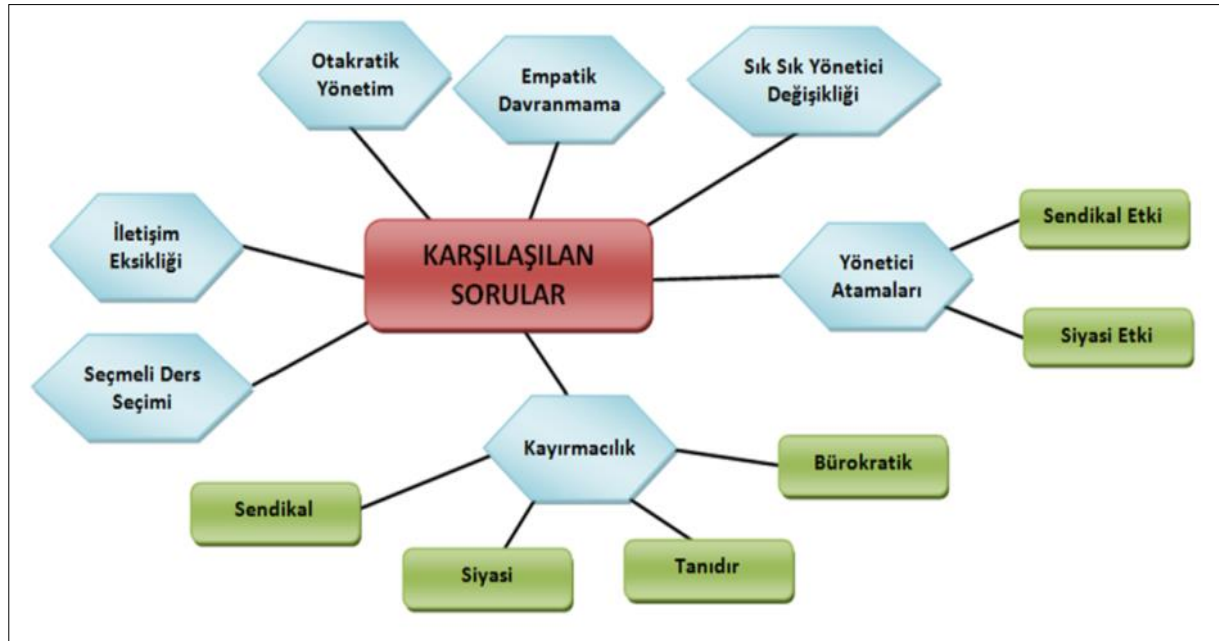 Otakratik
Yönetim
Empatik
Davranmama
Sık Sık Yönetici
Değişikliği
İletişim
Eksikliği
KARŞILAŞILAN
SORULAR
Yönetici
Atamaları
Sendikal Etki
Siyasi Etki
Seçmeli Ders
Seçimi
Kayırmacılık
Bürokratik
Sendikal
Siyasi
Tanıdır